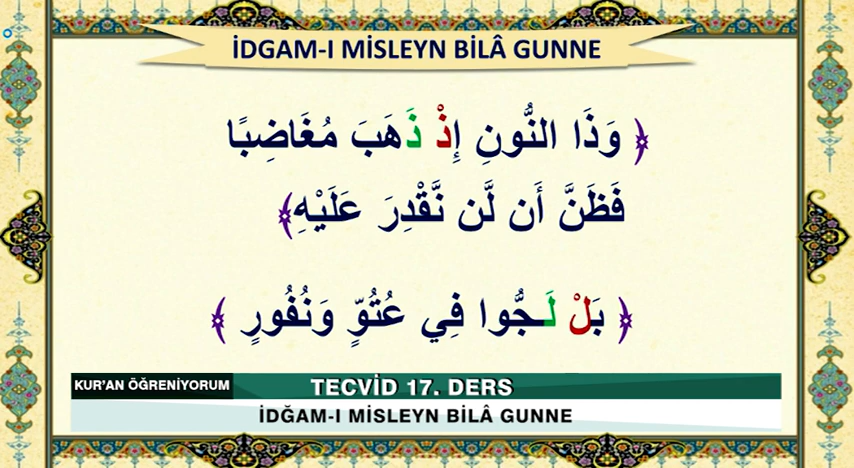 İDGAM-I MİSLEYN BİLÂ GUNNE
﴿ وَذَا النُّونِ إِذْ ذَهَبَ مُغَاضِبًا
فَظَنَّ أَن لَّن نَّقْدِرَ عَلَيْهِ﴾
﴿ بَلْ لَجُّوا فِي عُتُوٍّ وَنُفُورٍ ﴾
KUR'AN ÖĞRENİYORUM
TECVİD 17. DERS
İDĞAM-I MİSLEYN BİLÂ GUNNE